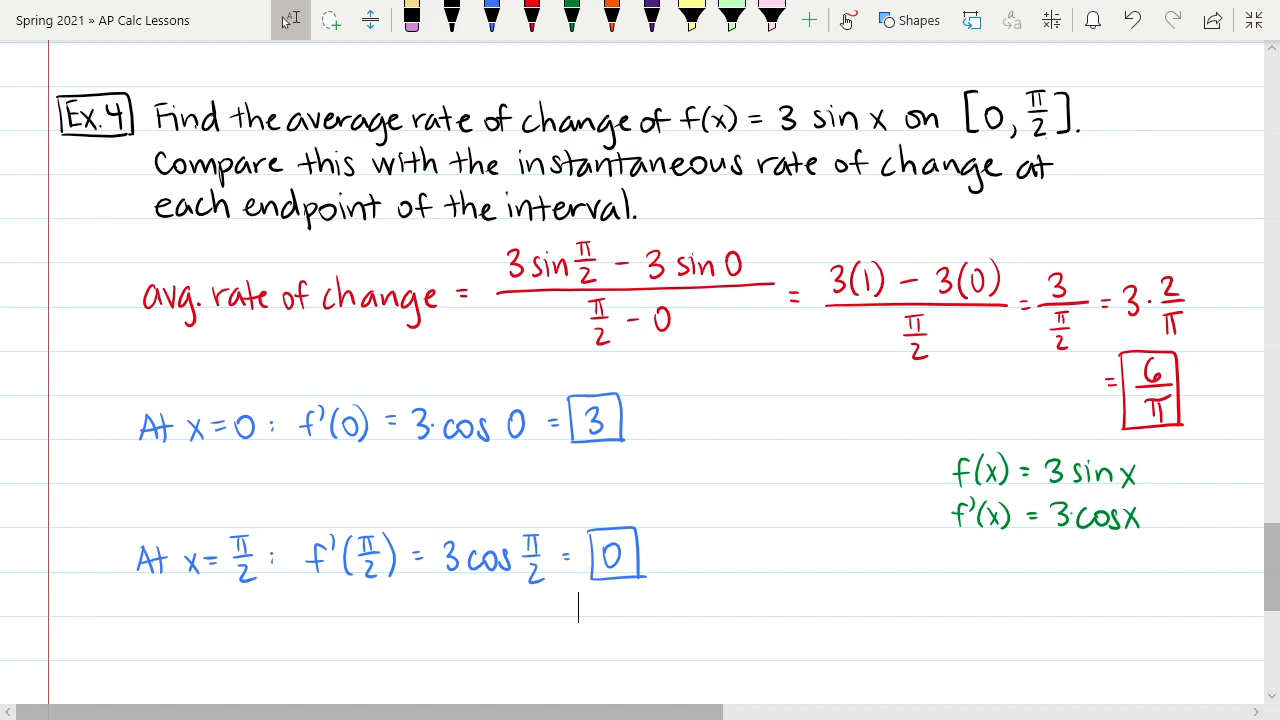 Spring 2021 » AP Calc Lessons
Shapes
Ex.4 Find the average rate of change of f(x) = 3 sin x on [0, π/2].
Compare this with the instantaneous rate of change at
each endpoint of the interval.
avg. rate of change = (3 sin π/2 − 3 sin 0)/(π/2 − 0) = (3(1) − 3(0))/(π/2) = 3/(π/2) = 3 · 2/π
= 6/π
At x = 0 : f'(0) = 3· cos 0 = 3
f(x) = 3 sin x
f'(x) = 3·cos x
At x = π/2 : f'(π/2) = 3 cos π/2 = 0